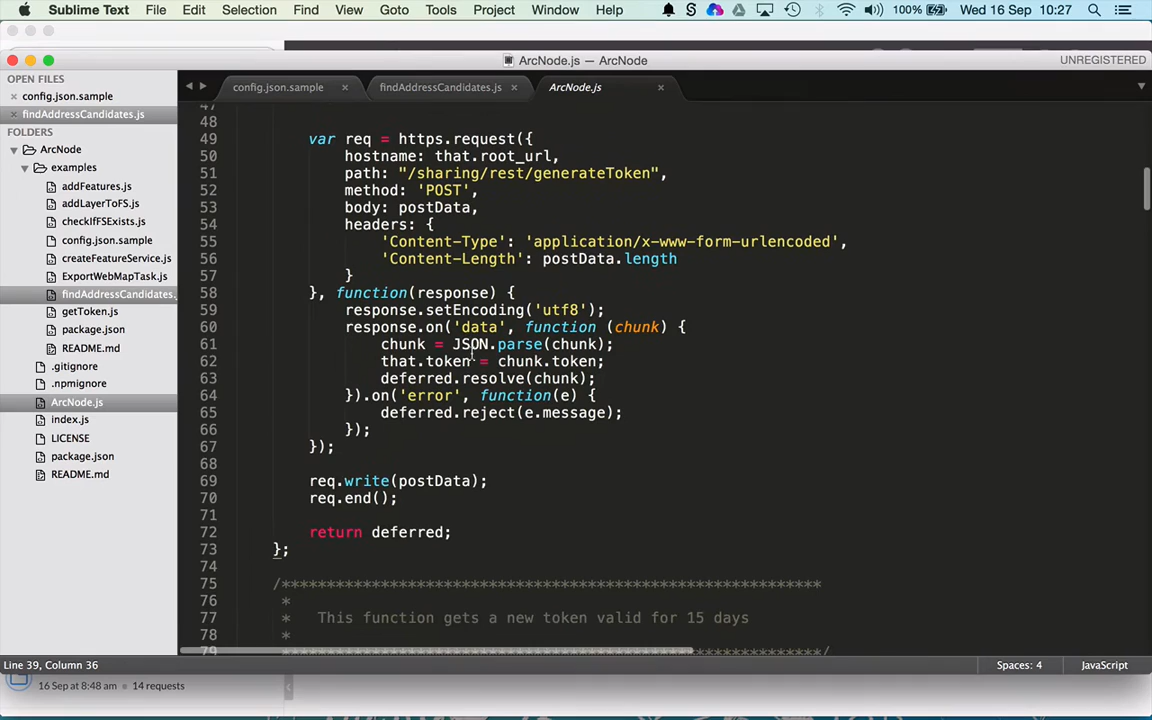 Sublime Text File Edit Selection Find View Goto Tools Project Window Help 100% Wed 16 Sep 10:27
ArcNode.js — ArcNode UNREGISTERED
OPEN FILES
config.json.sample
findAddressCandidates.js
FOLDERS
ArcNode
examples
addFeatures.js
addLayerToFS.js
checkIfFSExists.js
config.json.sample
createFeatureService.js
ExportWebMapTask.js
findAddressCandidates.
getToken.js
package.json
README.md
.gitignore
.npmignore
ArcNode.js
index.js
LICENSE
package.json
README.md
config.json.sample findAddressCandidates.js ArcNode.js
47
48
49 var req = https.request({
50 hostname: that.root_url,
51 path: "/sharing/rest/generateToken",
52 method: 'POST',
53 body: postData,
54 headers: {
55 'Content-Type': 'application/x-www-form-urlencoded',
56 'Content-Length': postData.length
57 }
58 }, function(response) {
59 response.setEncoding('utf8');
60 response.on('data', function (chunk) {
61 chunk = JSON.parse(chunk);
62 that.token = chunk.token;
63 deferred.resolve(chunk);
64 }).on('error', function(e) {
65 deferred.reject(e.message);
66 });
67 });
68
69 req.write(postData);
70 req.end();
71
72 return deferred;
73 };
74
75 /************************************************************
76 *
77 * This function gets a new token valid for 15 days
78 *
79 ************************************************************/
Line 39, Column 36 Spaces: 4 JavaScript
16 Sep at 8:48 am • 14 requests